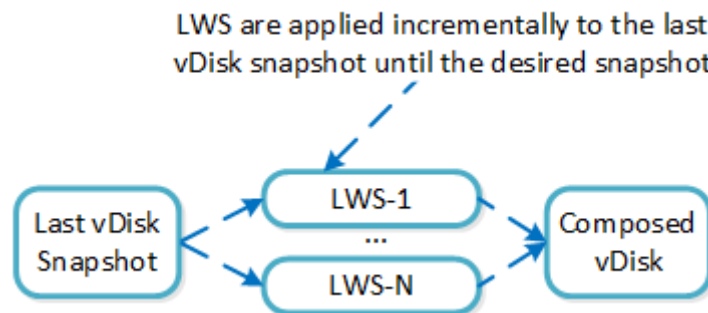 LWS are applied incrementally to the last
vDisk snapshot until the desired snapshot
LWS-1
Last vDisk
Snapshot
...
Composed
vDisk
LWS-N